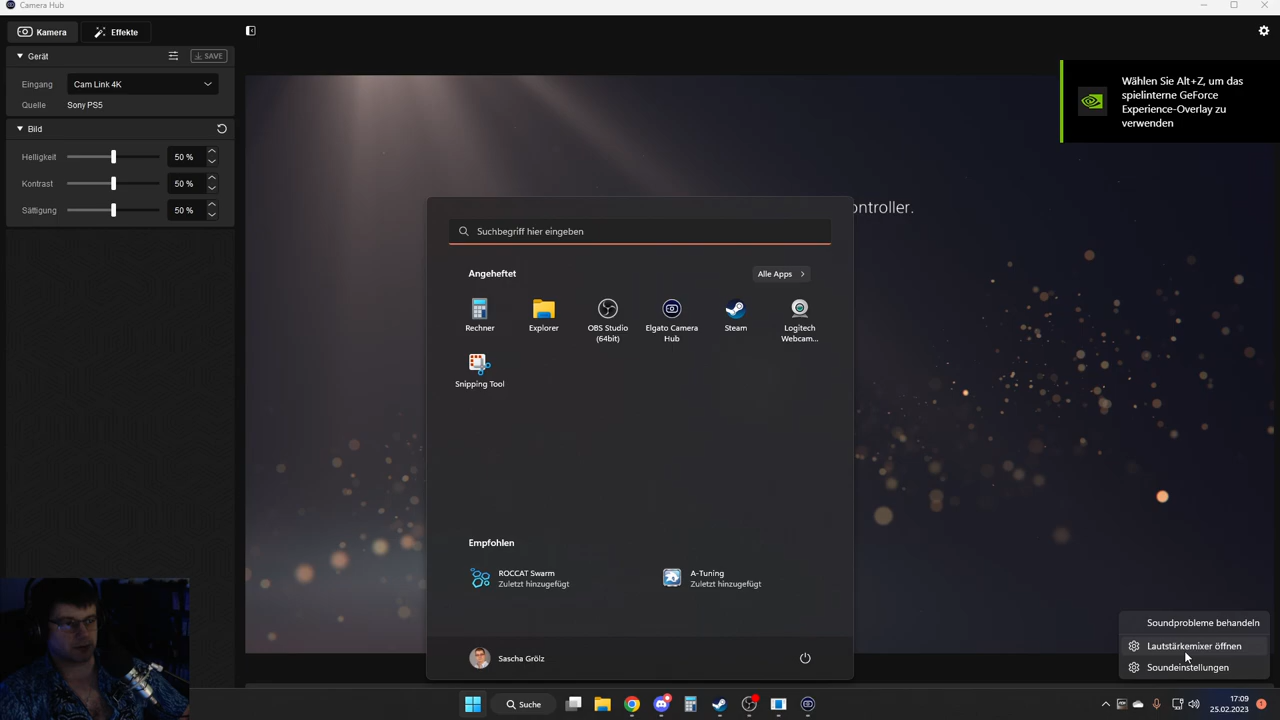 Camera Hub
Kamera
Effekte
Gerät
SAVE
Eingang
Cam Link 4K
Quelle
Sony PS5
Bild
Helligkeit
50 %
Kontrast
50 %
Sättigung
50 %
Wählen Sie Alt+Z, um das
spielinterne GeForce
Experience-Overlay zu
verwenden
ontroller.
Suchbegriff hier eingeben
Angeheftet
Alle Apps
Rechner
Explorer
OBS Studio
(64bit)
Elgato Camera
Hub
Steam
Logitech
Webcam...
Snipping Tool
Empfohlen
ROCCAT Swarm
Zuletzt hinzugefügt
A-Tuning
Zuletzt hinzugefügt
Sascha Grölz
Soundprobleme behandeln
Lautstärkemixer öffnen
Soundeinstellungen
Suche
17:09
25.02.2023
1